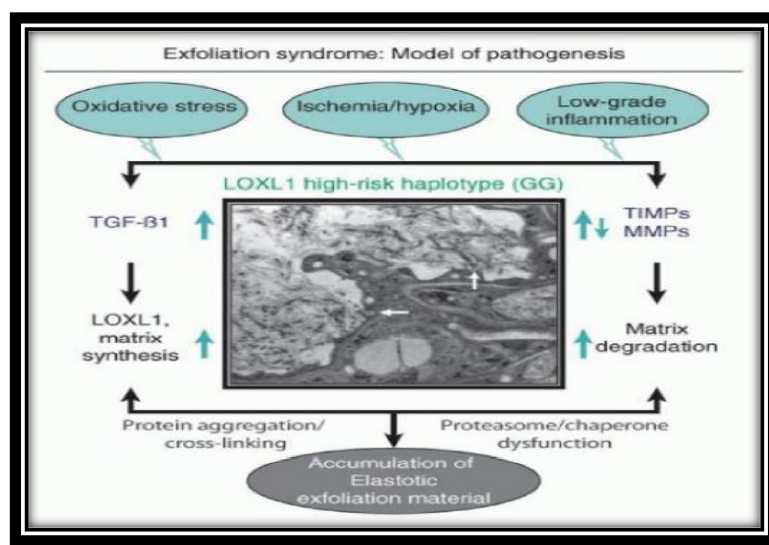 Exfoliation syndrome: Model of pathogenesis
Oxidative stress
Ischemia/hypoxia
Low-grade
inflammation
LOXL1 high-risk haplotype (GG)
TGF-ß1
TIMPs
MMPs
LOXL1,
matrix
synthesis
Matrix
degradation
Protein aggregation/
cross-linking
Proteasome/chaperone
dysfunction
Accumulation of
Elastotic
exfoliation material